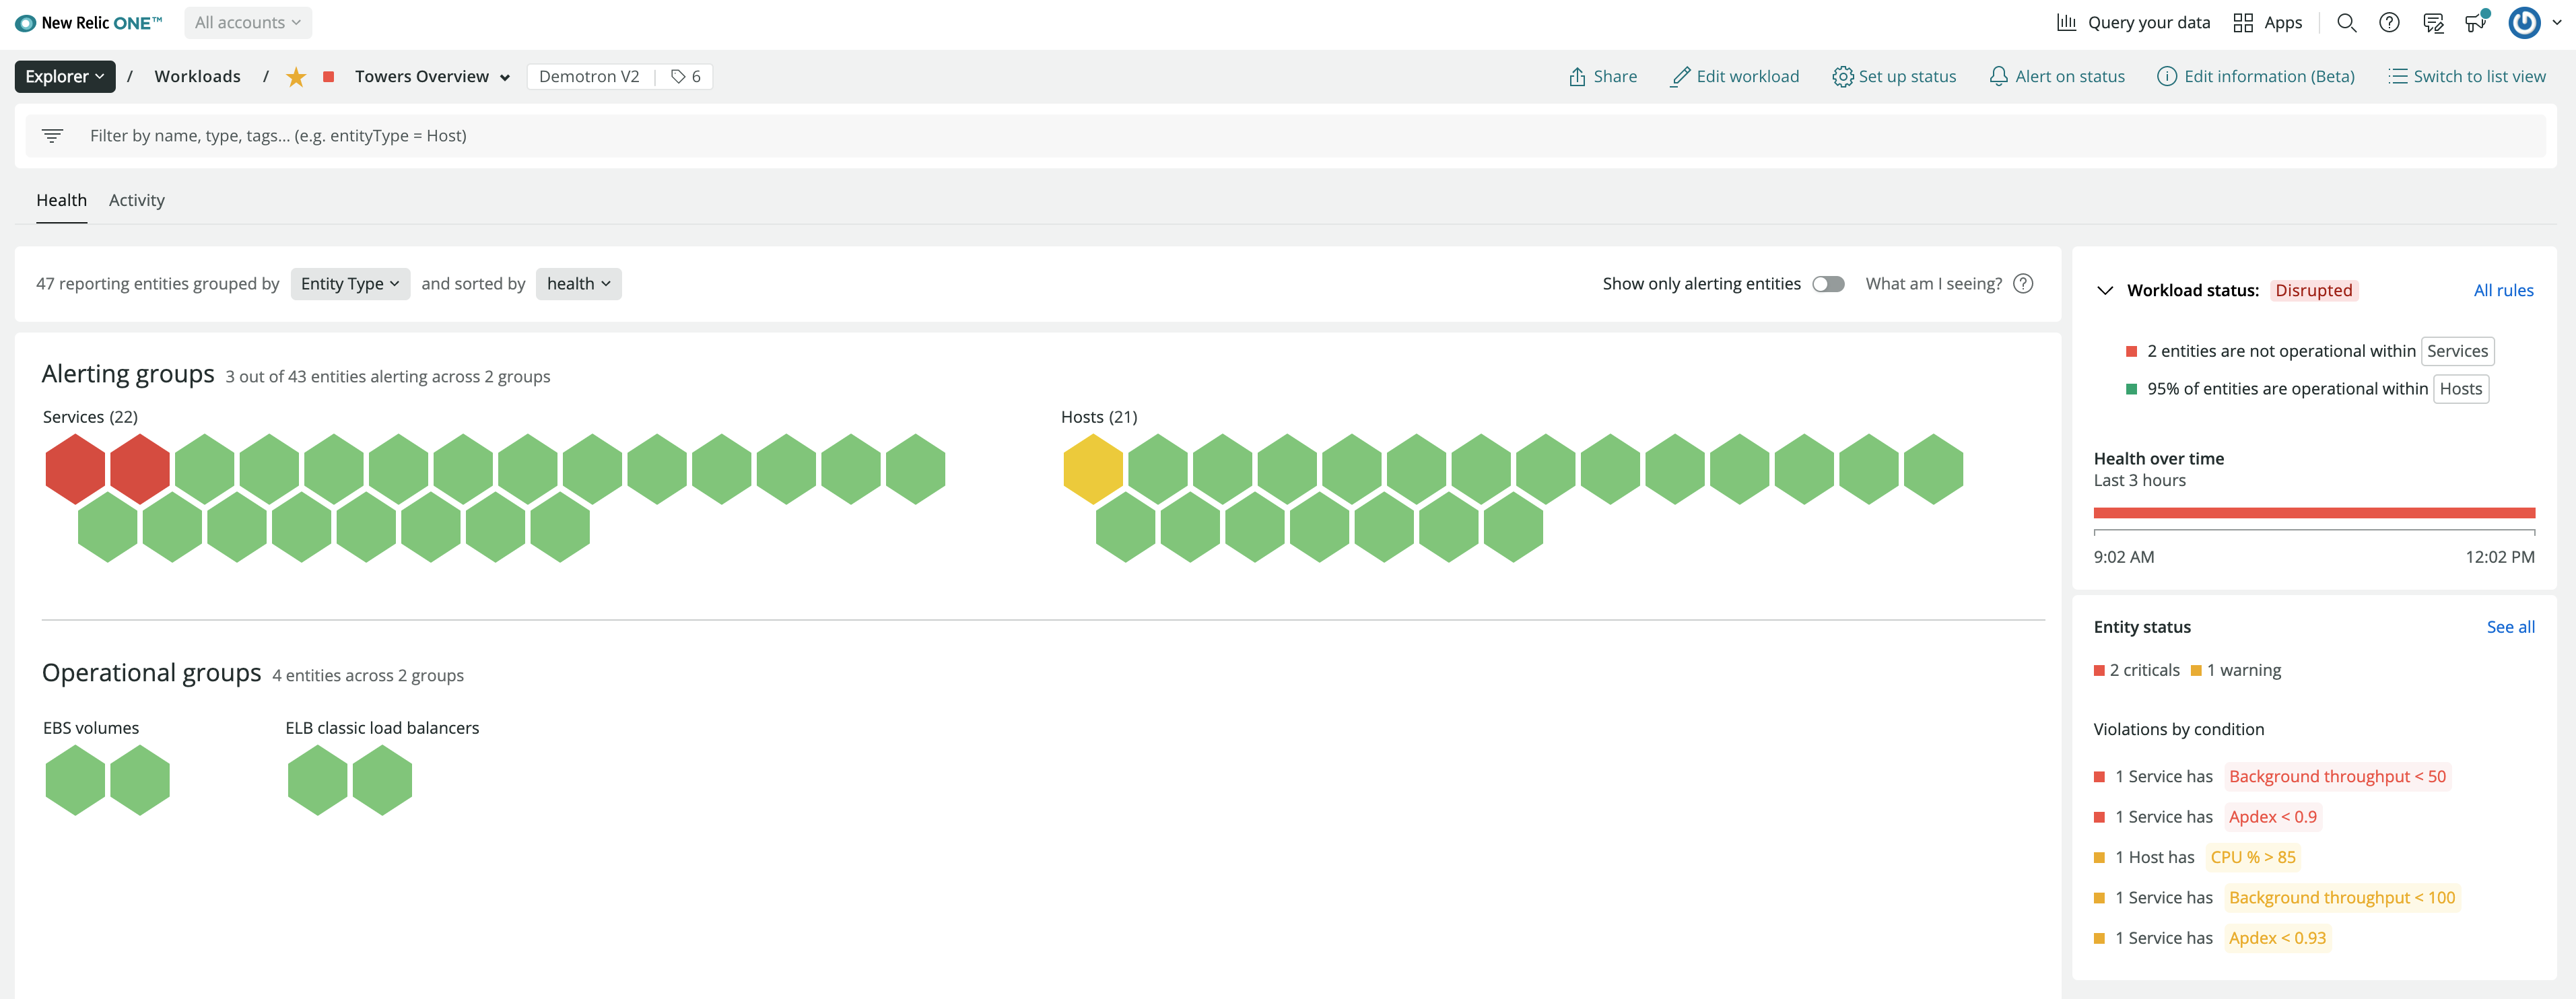 New Relic ONE™ All accounts Query your data Apps
Explorer / Workloads / Towers Overview Demotron V2 | 6 Share Edit workload Set up status Alert on status Edit information (Beta) Switch to list view
Filter by name, type, tags... (e.g. entityType = Host)
Health Activity
47 reporting entities grouped by Entity Type and sorted by health Show only alerting entities What am I seeing?
Alerting groups 3 out of 43 entities alerting across 2 groups
Services (22) Hosts (21)
Operational groups 4 entities across 2 groups
EBS volumes ELB classic load balancers
Workload status: Disrupted All rules
2 entities are not operational within Services
95% of entities are operational within Hosts
Health over time
Last 3 hours
9:02 AM 12:02 PM
Entity status See all
2 criticals 1 warning
Violations by condition
1 Service has Background throughput < 50
1 Service has Apdex < 0.9
1 Host has CPU % > 85
1 Service has Background throughput < 100
1 Service has Apdex < 0.93